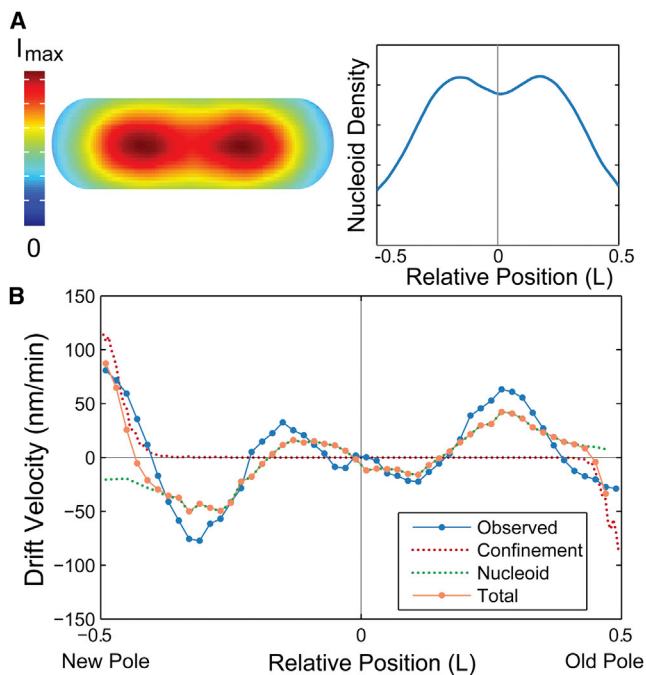 A
I max
0
Nucleoid Density
-0.5
0
0.5
Relative Position (L)
B
Drift Velocity (nm/min)
150
100
50
0
−50
−100
−150
Observed
Confinement
Nucleoid
Total
−0.5
0
0.5
New Pole
Relative Position (L)
Old Pole